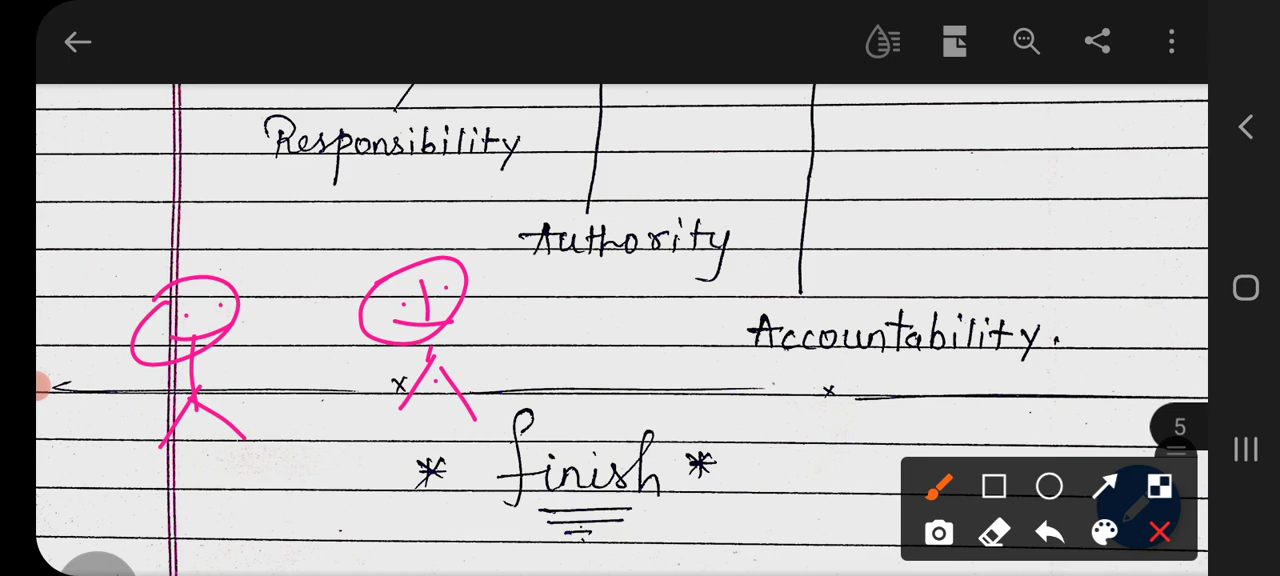 Responsibility
Authority
Accountability.
x x
* finish *
5